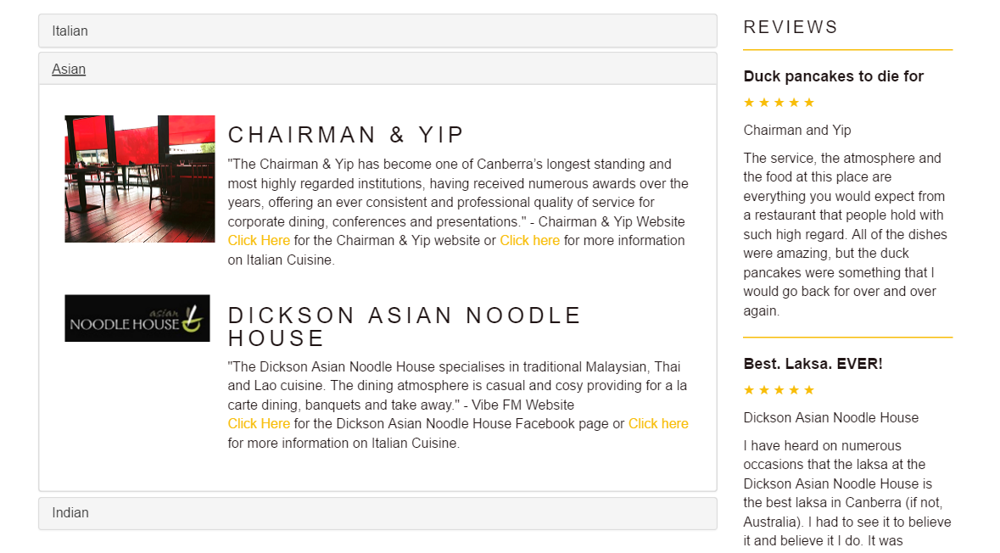 Italian
Asian
CHAIRMAN & YIP
"The Chairman & Yip has become one of Canberra’s longest standing and
most highly regarded institutions, having received numerous awards over the
years, offering an ever consistent and professional quality of service for
corporate dining, conferences and presentations." - Chairman & Yip Website
Click Here for the Chairman & Yip website or Click here for more information
on Italian Cuisine.
asian
NOODLE HOUSE
DICKSON ASIAN NOODLE
HOUSE
"The Dickson Asian Noodle House specialises in traditional Malaysian, Thai
and Lao cuisine. The dining atmosphere is casual and cosy providing for a la
carte dining, banquets and take away." - Vibe FM Website
Click Here for the Dickson Asian Noodle House Facebook page or Click here
for more information on Italian Cuisine.
Indian
REVIEWS
Duck pancakes to die for
★ ★ ★ ★ ★
Chairman and Yip
The service, the atmosphere and
the food at this place are
everything you would expect from
a restaurant that people hold with
such high regard. All of the dishes
were amazing, but the duck
pancakes were something that I
would go back for over and over
again.
Best. Laksa. EVER!
★ ★ ★ ★ ★
Dickson Asian Noodle House
I have heard on numerous
occasions that the laksa at the
Dickson Asian Noodle House is
the best laksa in Canberra (if not,
Australia). I had to see it to believe
it and believe it I do. It was